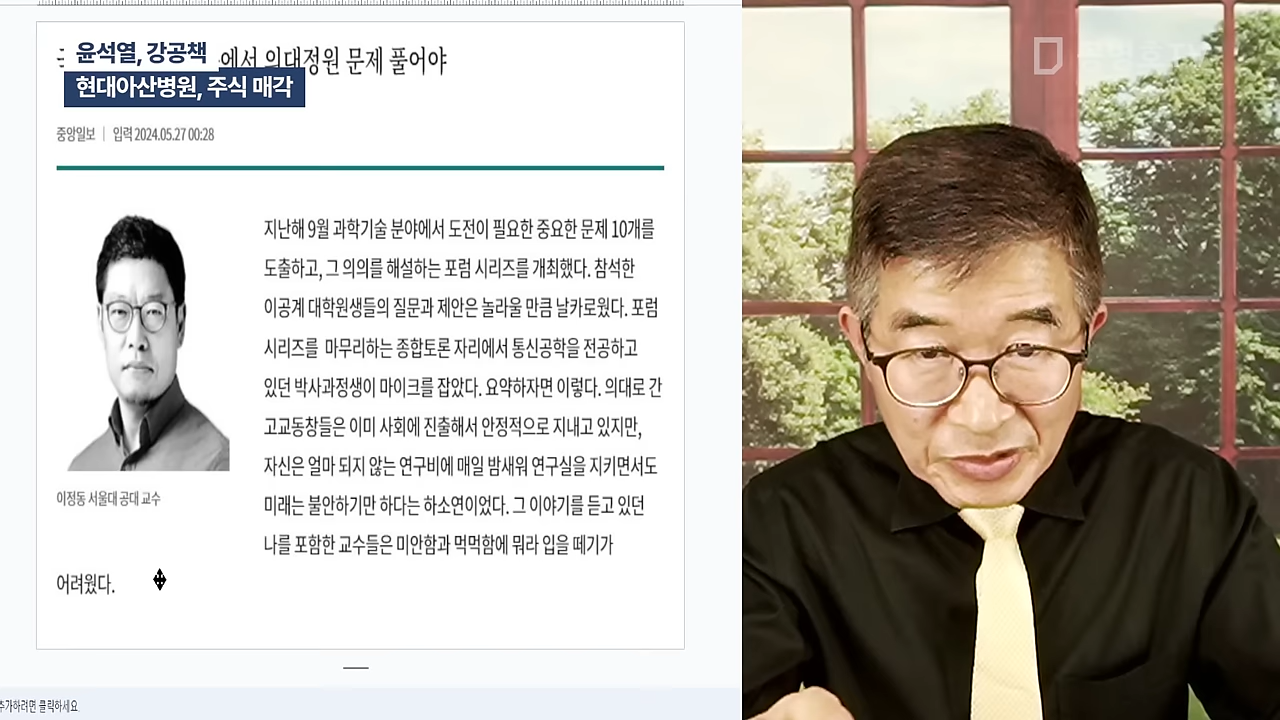 윤석열, 강공책
에서 의대정원 문제 풀어야
현대아산병원, 주식 매각
중앙일보 | 입력 2024.05.27 00:28
지난해 9월 과학기술 분야에서 도전이 필요한 중요한 문제 10개를
도출하고, 그 의의를 해설하는 포럼 시리즈를 개최했다. 참석한
이공계 대학원생들의 질문과 제안은 놀라울 만큼 날카로웠다. 포럼
시리즈를 마무리하는 종합토론 자리에서 통신공학을 전공하고
있던 박사과정생이 마이크를 잡았다. 요약하자면 이렇다. 의대로 간
고교동창들은 이미 사회에 진출해서 안정적으로 지내고 있지만,
자신은 얼마 되지 않는 연구비에 매일 밤새워 연구실을 지키면서도
미래는 불안하기만 하다는 하소연이었다. 그 이야기를 듣고 있던
나를 포함한 교수들은 미안함과 먹먹함에 뭐라 입을 떼기가
어려웠다.
이정동 서울대 공대 교수
추가하려면 클릭하세요